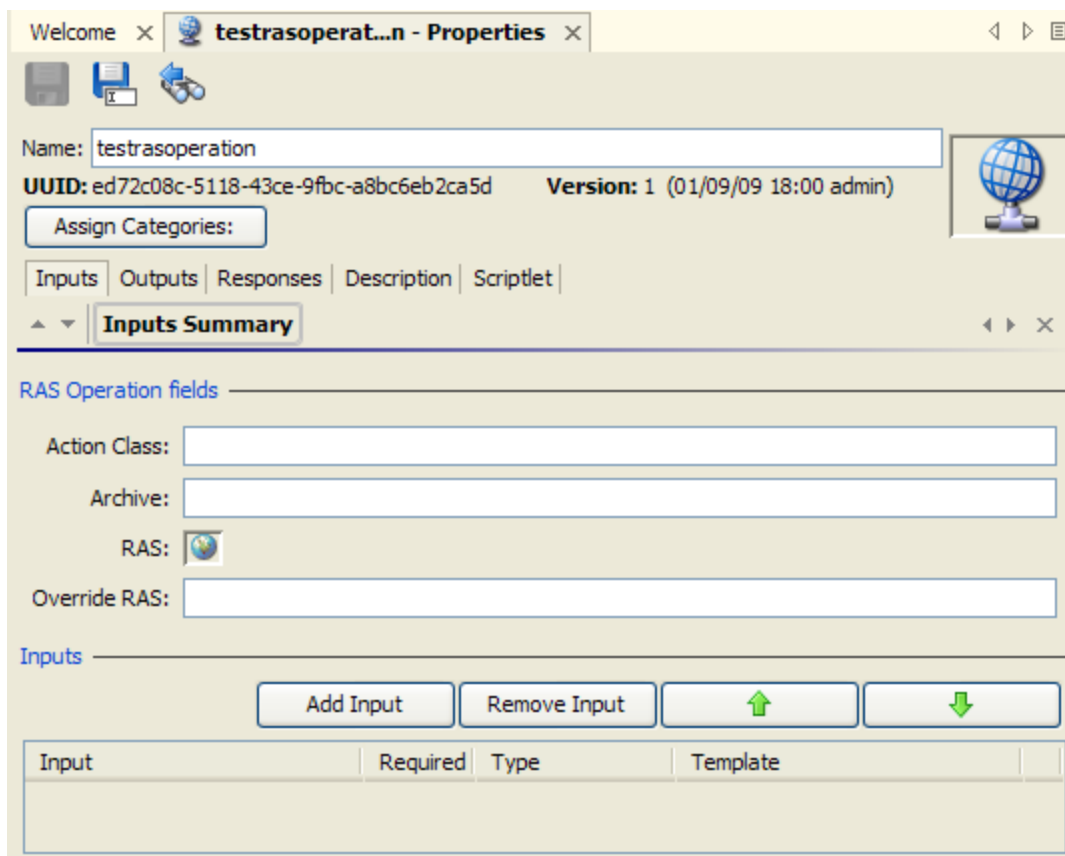 Welcome testrasoperat...n - Properties
Name: testrasoperation
UUID: ed72c08c-5118-43ce-9fbc-a8bc6eb2ca5d Version: 1 (01/09/09 18:00 admin)
Assign Categories:
Inputs Outputs Responses Description Scriptlet
Inputs Summary
RAS Operation fields
Action Class:
Archive:
RAS:
Override RAS:
Inputs
Add Input Remove Input
Input Required Type Template